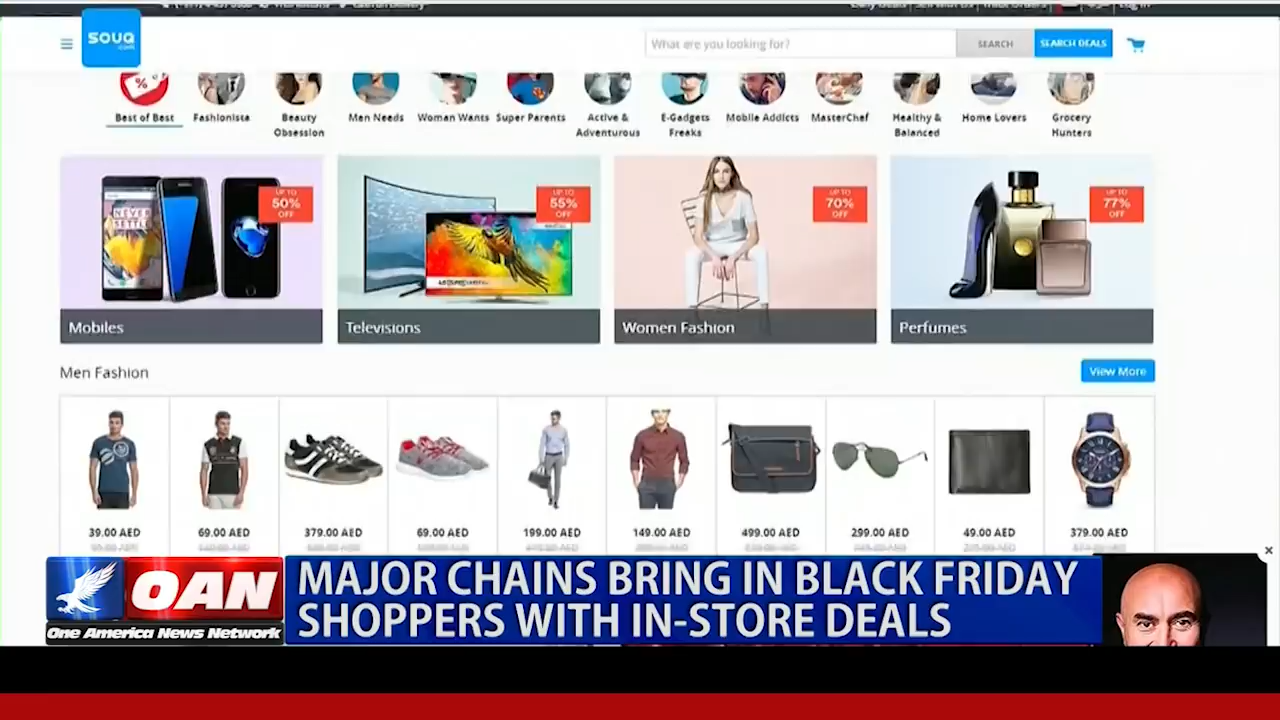 souq
.com
What are you looking for?
SEARCH
SEARCH DEALS
%
Best of Best
Fashionista
Beauty
Obsession
Men Needs
Woman Wants
Super Parents
Active &
Adventurous
E-Gadgets
Freaks
Mobile Addicts
MasterChef
Healthy &
Balanced
Home Lovers
Grocery
Hunters
UP TO
50%
OFF
NEVER
SETTLE
Mobiles
UP TO
55%
OFF
Televisions
UP TO
70%
OFF
Women Fashion
UP TO
77%
OFF
Perfumes
Men Fashion
View More
39.00 AED
69.00 AED
379.00 AED
69.00 AED
199.00 AED
149.00 AED
499.00 AED
299.00 AED
49.00 AED
379.00 AED
OAN
One America News Network
MAJOR CHAINS BRING IN BLACK FRIDAY
SHOPPERS WITH IN-STORE DEALS